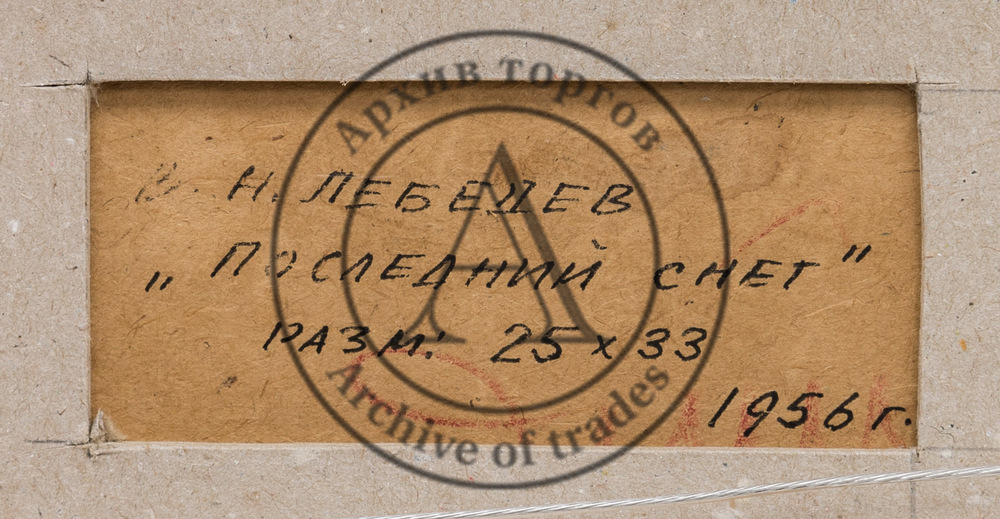 В. Н. ЛЕБЕДЕВ
„ПОСЛЕДНИЙ СНЕГ"
РАЗМ: 25 х 33
1956 г.
Архив торгов
Archive of trades